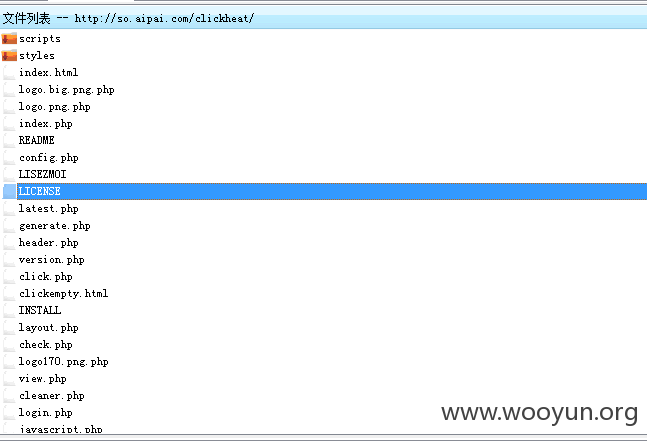 文件列表 -- http://so.aipai.com/clickheat/
scripts
styles
index.html
logo.big.png.php
logo.png.php
index.php
README
config.php
LISEZMOI
LICENSE
latest.php
generate.php
header.php
version.php
click.php
clickempty.html
INSTALL
layout.php
check.php
logo170.png.php
view.php
cleaner.php
login.php
javascript.php
www.wooyun.org